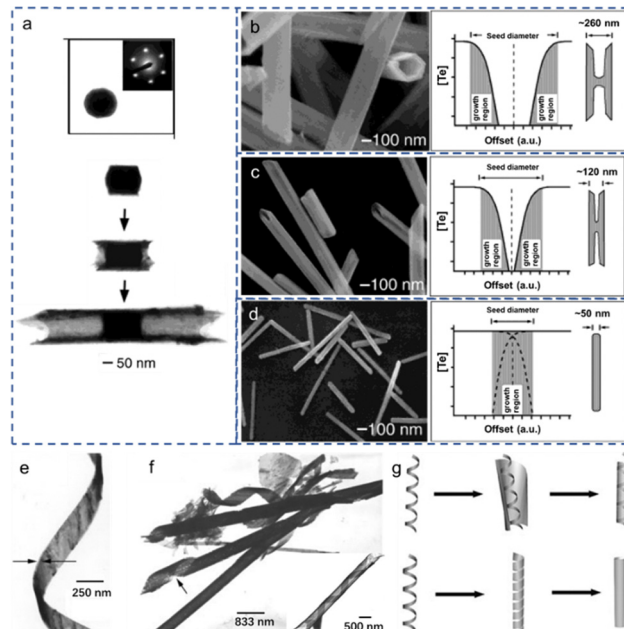 a
50 nm
b
100 nm
Seed diameter
[Te]
growth
region
growth
region
Offset (a.u.)
~260 nm
c
100 nm
Seed diameter
[Te]
growth
region
growth
region
Offset (a.u.)
~120 nm
d
100 nm
Seed diameter
[Te]
growth
region
Offset (a.u.)
~50 nm
e
250 nm
f
833 nm
500 nm
g